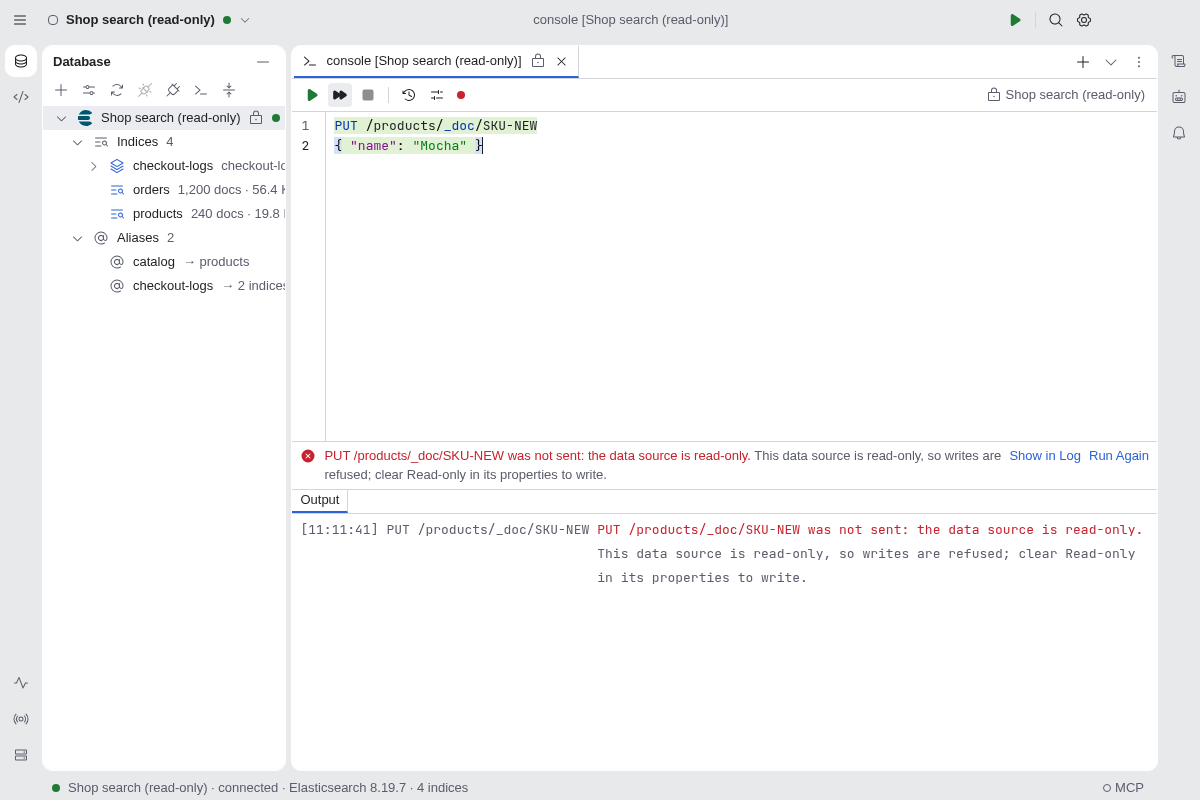 Shop search (read-only)
console [Shop search (read-only)]
Database
console [Shop search (read-only)]
Shop search (read-only)
Shop search (read-only)
Indices 4
checkout-logs
orders 1,200 docs · 56.4
products 240 docs · 19.8
Aliases 2
catalog → products
checkout-logs → 2 indices
1 PUT /products/_doc/SKU-NEW
2 { "name": "Mocha" }
PUT /products/_doc/SKU-NEW was not sent: the data source is read-only. This data source is read-only, so writes are
refused; clear Read-only in its properties to write.
Show in Log Run Again
Output
[11:11:41] PUT /products/_doc/SKU-NEW PUT /products/_doc/SKU-NEW was not sent: the data source is read-only.
This data source is read-only, so writes are refused; clear Read-only
in its properties to write.
Shop search (read-only) · connected · Elasticsearch 8.19.7 · 4 indices
MCP